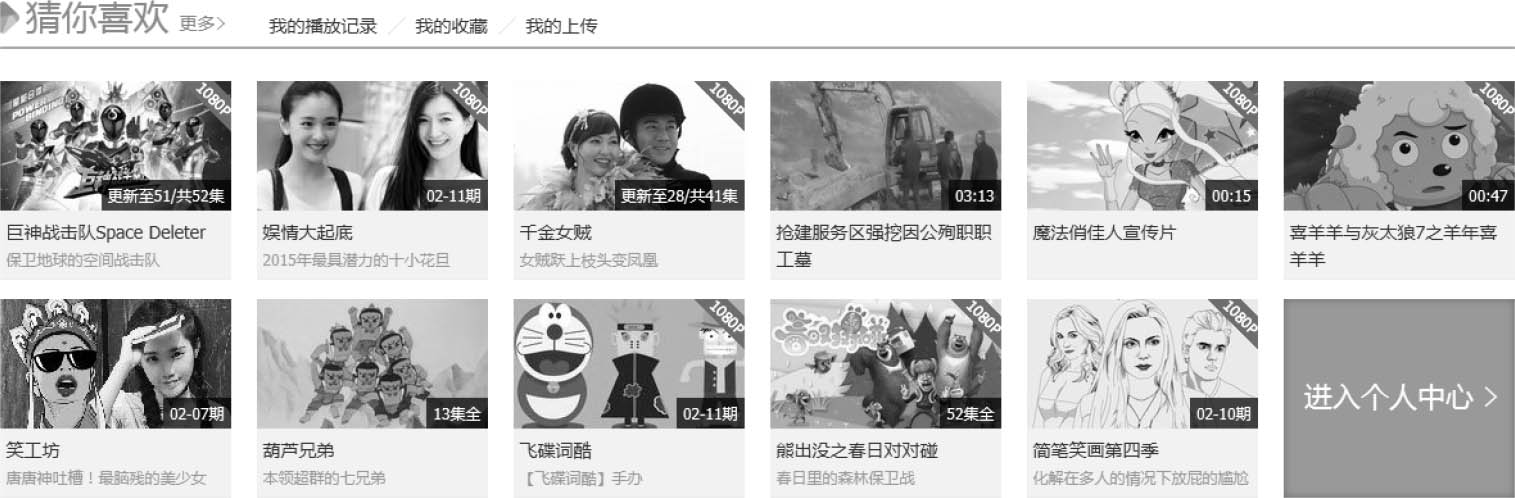 猜你喜欢 更多> 我的播放记录 / 我的收藏 / 我的上传
1080P
1080P
1080P
1080P
1080P
POWER
BINDING
更新至51/共52集
02-11期
更新至28/共41集
03:13
00:15
00:47
巨神战击队Space Deleter
娱情大起底
千金女贼
抢建服务区强挖因公殉职职
魔法俏佳人宣传片
喜羊羊与灰太狼7之羊年喜
保卫地球的空间战击队
2015年最具潜力的十小花旦
女贼跃上枝头变凤凰
工墓
羊羊
1080P
1080P
1080P
02-07期
13集全
02-11期
52集全
02-10期
进入个人中心 >
笑工坊
葫芦兄弟
飞碟词酷
熊出没之春日对对碰
简笔笑画第四季
唐唐神吐槽！最脑残的美少女
本领超群的七兄弟
【飞碟词酷】手办
春日里的森林保卫战
化解在多人的情况下放屁的尴尬